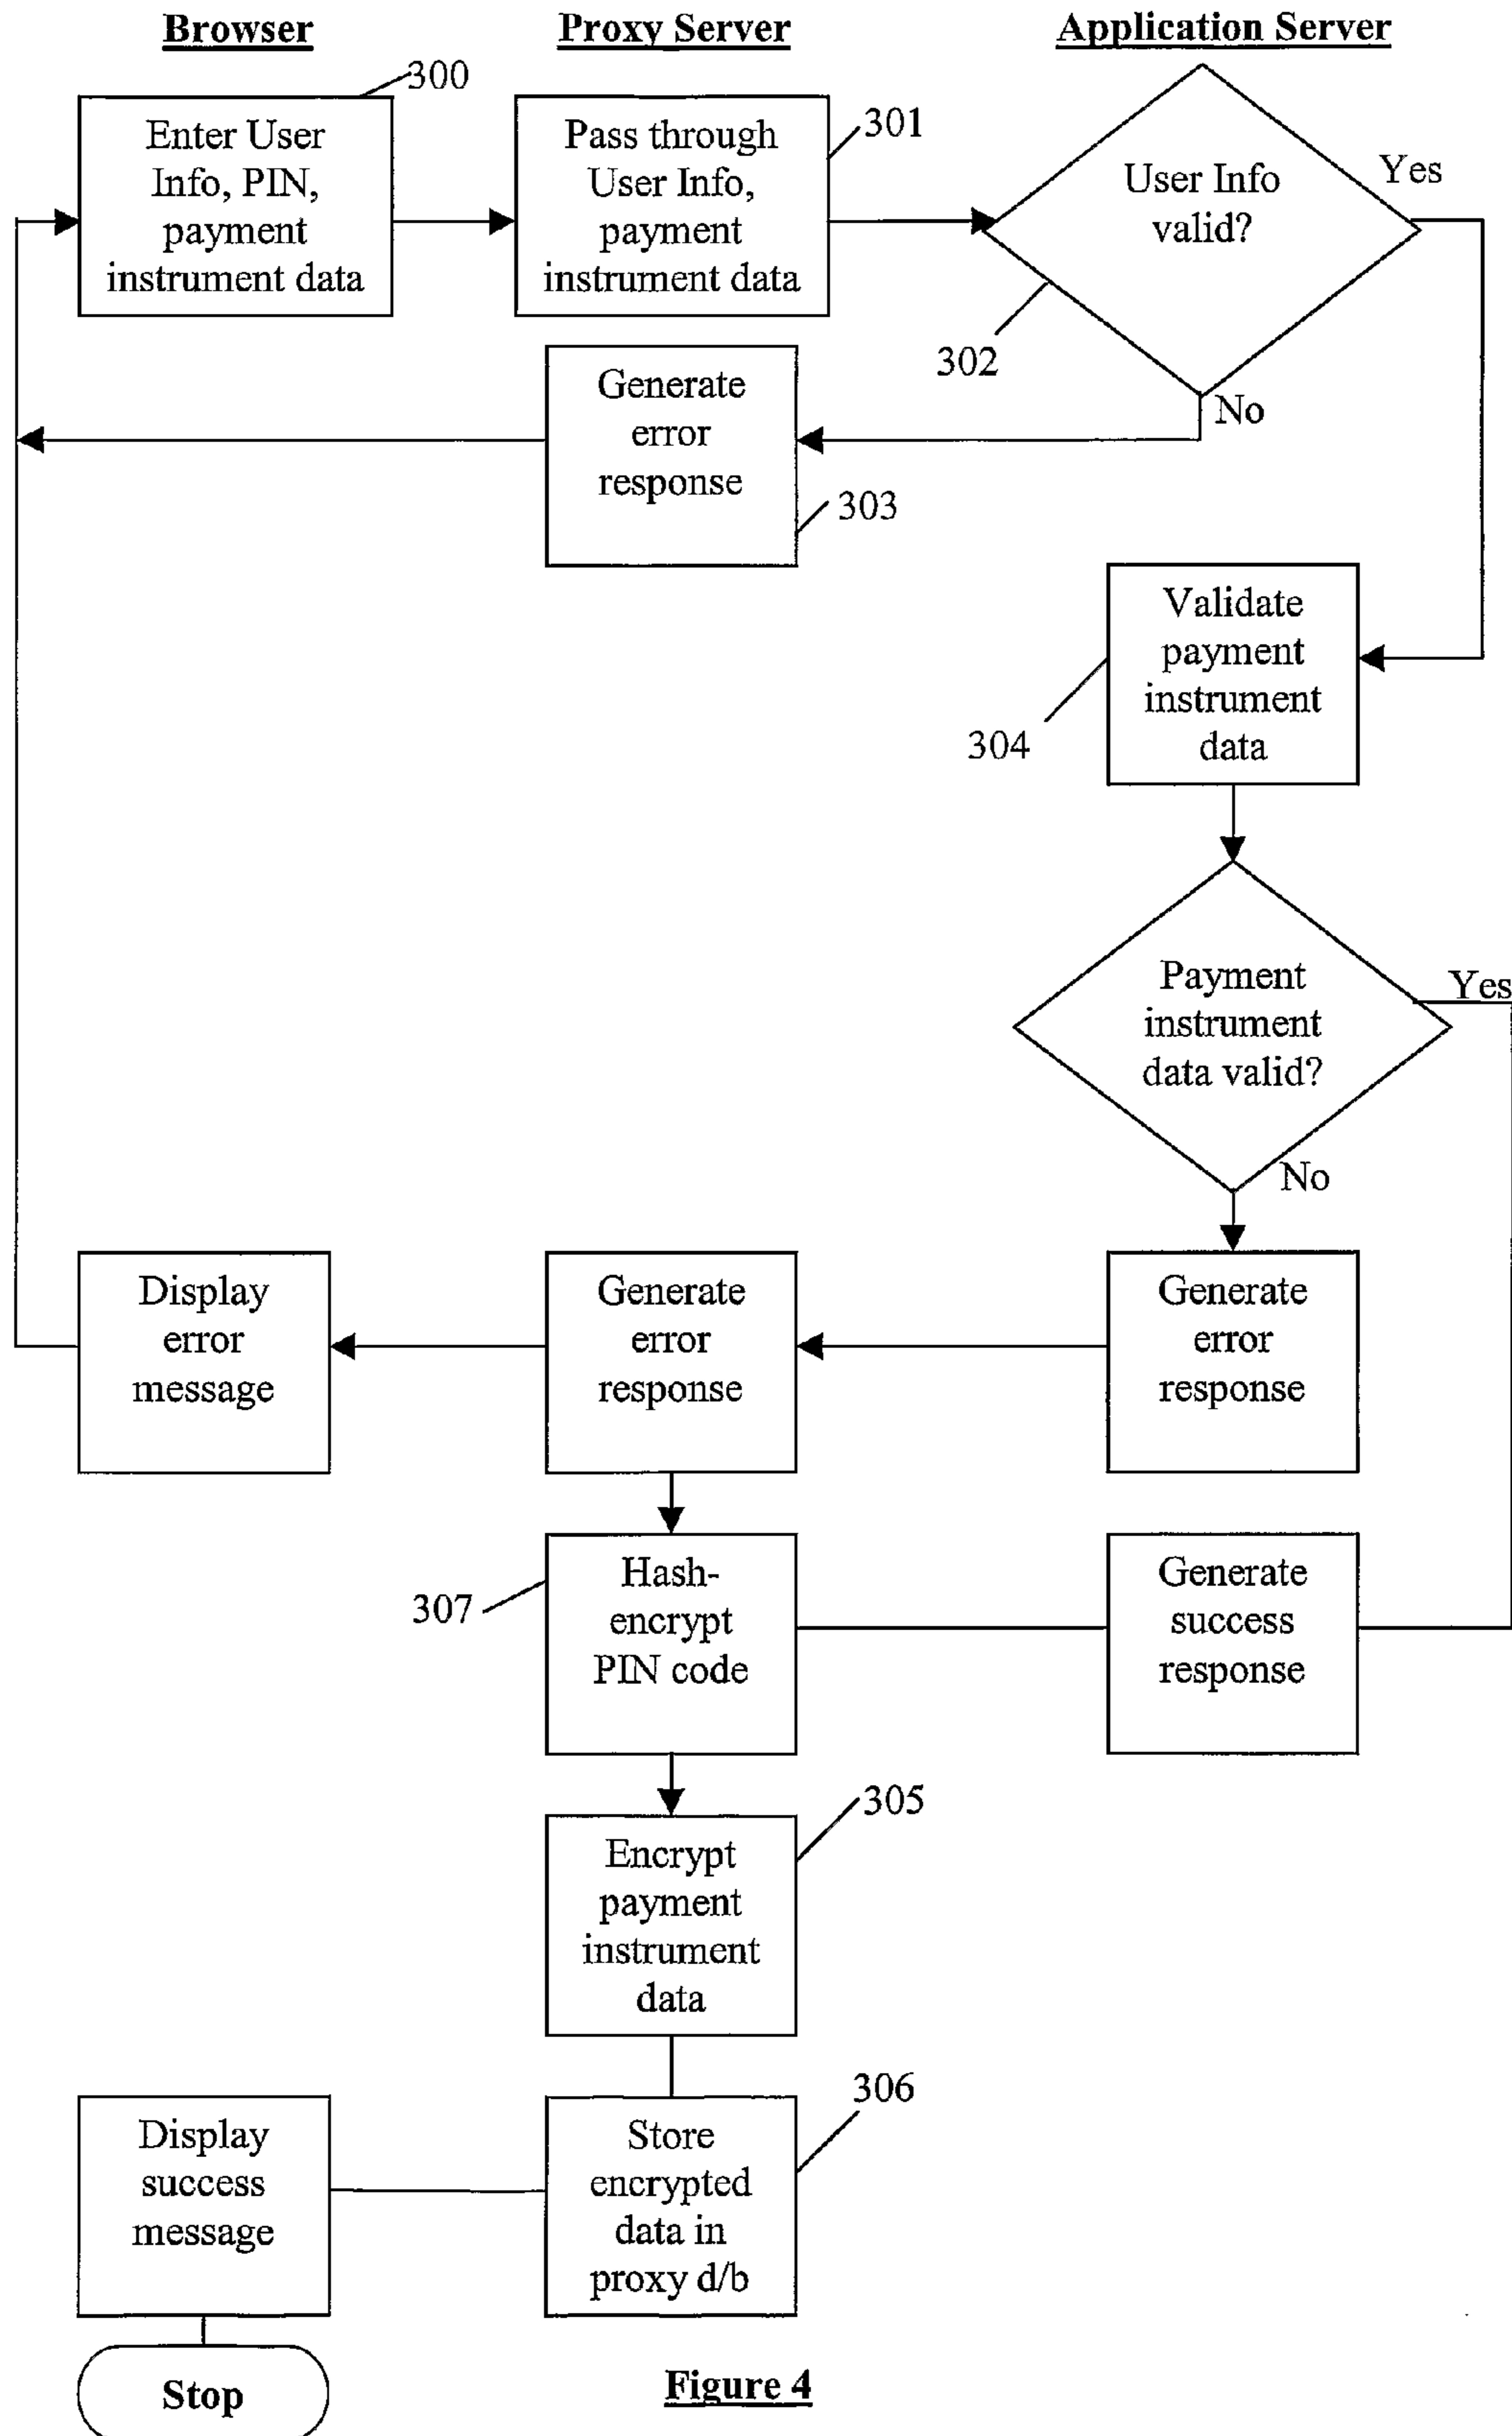 Browser
Proxy Server
Application Server
300
Enter User
Info, PIN,
payment
instrument data
Pass through
User Info,
payment
instrument data
301
User Info
valid?
Yes
302
No
Generate
error
response
303
Validate
payment
instrument
data
304
Payment
instrument
data valid?
Yes
No
Display
error
message
Generate
error
response
Generate
error
response
307
Hash-
encrypt
PIN code
Generate
success
response
305
Encrypt
payment
instrument
data
306
Display
success
message
Store
encrypted
data in
proxy d/b
Stop
Figure 4